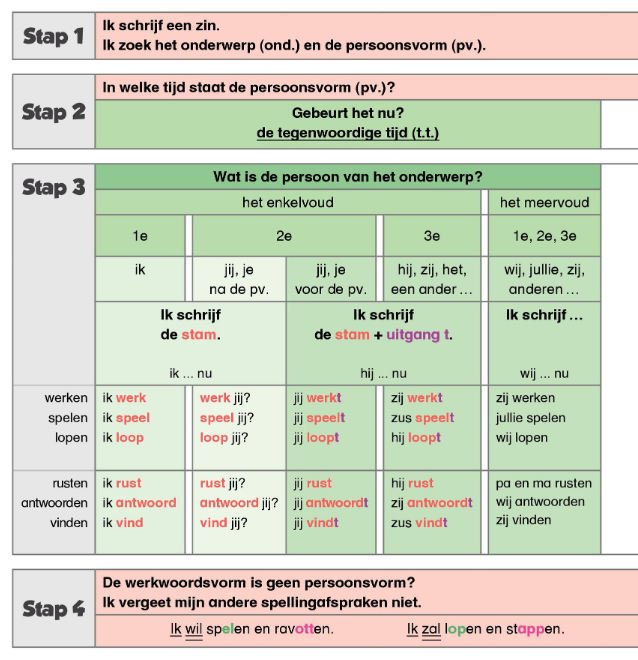 Stap 1
Ik schrijf een zin.
Ik zoek het onderwerp (ond.) en de persoonsvorm (pv.).
Stap 2
In welke tijd staat de persoonsvorm (pv.)?
Gebeurt het nu?
de tegenwoordige tijd (t.t.)
Stap 3
Wat is de persoon van het onderwerp?
het enkelvoud het meervoud
1e 2e 3e 1e, 2e, 3e
ik jij, je jij, je hij, zij, het, wij, jullie, zij,
na de pv. voor de pv. een ander ... anderen ...
Ik schrijf Ik schrijf Ik schrijf ...
de stam. de stam + uitgang t.
ik ... nu hij ... nu wij ... nu
werken ik werk werk jij? jij werkt zij werkt zij werken
spelen ik speel speel jij? jij speelt zus speelt jullie spelen
lopen ik loop loop jij? jij loopt hij loopt wij lopen
rusten ik rust rust jij? jij rust hij rust pa en ma rusten
antwoorden ik antwoord antwoord jij? jij antwoordt zij antwoordt wij antwoorden
vinden ik vind vind jij? jij vindt zus vindt zij vinden
Stap 4
De werkwoordsvorm is geen persoonsvorm?
Ik vergeet mijn andere spellingafspraken niet.
Ik wil spelen en ravotten. Ik zal lopen en stappen.